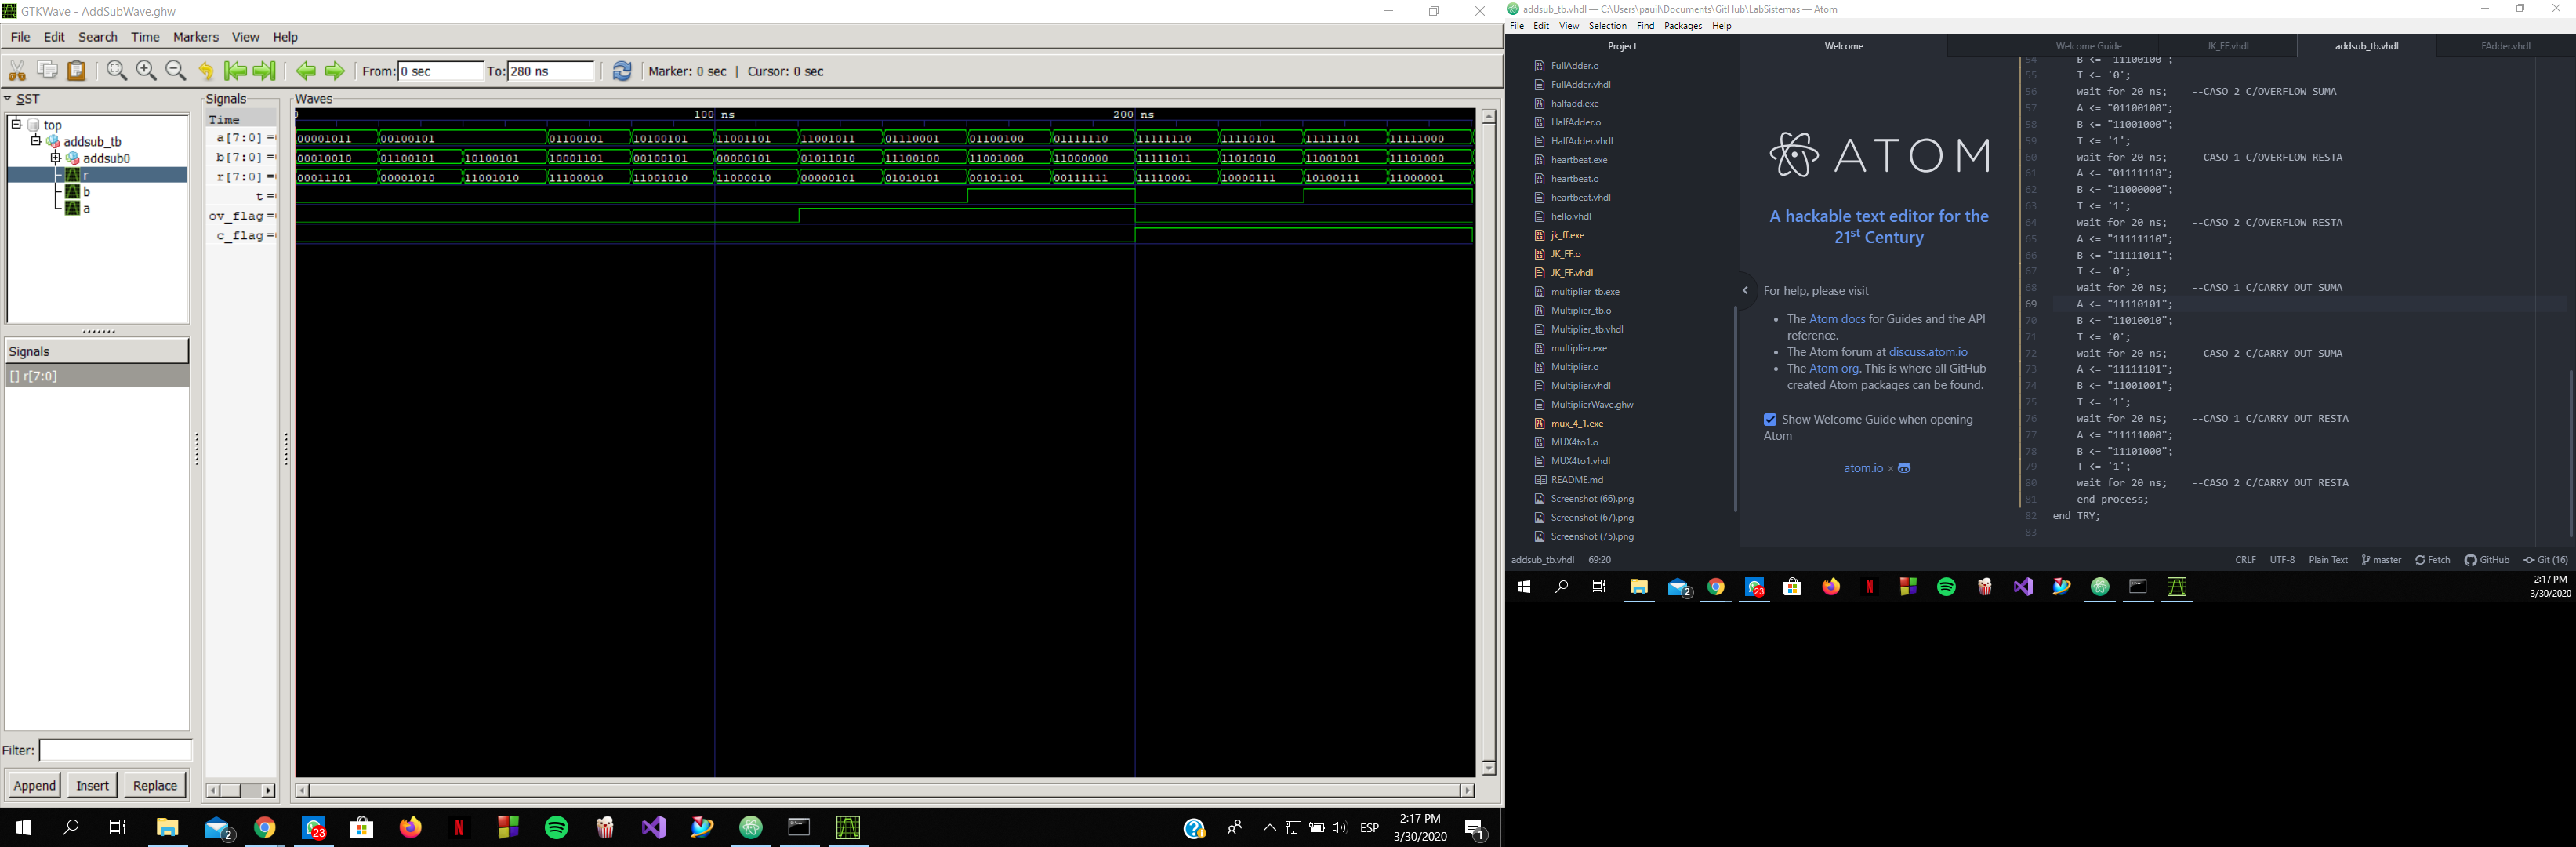 GTKWave - AddSubWave.ghw
File Edit Search Time Markers View Help
From: 0 sec To: 280 ns Marker: 0 sec | Cursor: 0 sec
SST
top
addsub_tb
addsub0
r
b
a
Signals
[] r[7:0]
Filter:
Append Insert Replace
Signals
Time
a[7:0] =
b[7:0] =
r[7:0] =
t =
ov_flag =
c_flag =
Waves
100 ns 200 ns
00001011 00100101 01100101 10100101 11001101 11001011 01110001 01100100 01111110 11111110 11110101 11111101 11111000
00010010 01100101 10100101 10001101 00100101 00000101 01011010 11100100 11001000 11000000 11111011 11010010 11001001 11101000
00011101 00001010 11001010 11100010 11001010 11000010 00000101 01010101 00101101 00111111 11110001 10000111 10100111 11000001
2
23
ESP
2:17 PM
3/30/2020
1
addsub_tb.vhdl — C:\Users\pauil\Documents\GitHub\LabSistemas — Atom
File Edit View Selection Find Packages Help
Project
FullAdder.o
FullAdder.vhdl
halfadd.exe
HalfAdder.o
HalfAdder.vhdl
heartbeat.exe
heartbeat.o
heartbeat.vhdl
hello.vhdl
jk_ff.exe
JK_FF.o
JK_FF.vhdl
multiplier_tb.exe
Multiplier_tb.o
Multiplier_tb.vhdl
multiplier.exe
Multiplier.o
Multiplier.vhdl
MultiplierWave.ghw
mux_4_1.exe
MUX4to1.o
MUX4to1.vhdl
README.md
Screenshot (66).png
Screenshot (67).png
Screenshot (75).png
Welcome
ATOM
A hackable text editor for the
21st Century
For help, please visit
• The Atom docs for Guides and the API
reference.
• The Atom forum at discuss.atom.io
• The Atom org. This is where all GitHub-
created Atom packages can be found.
Show Welcome Guide when opening
Atom
atom.io ×
Welcome Guide JK_FF.vhdl addsub_tb.vhdl FAdder.vhdl
54 B <= "11100100";
55 T <= '0';
56 wait for 20 ns; --CASO 2 C/OVERFLOW SUMA
57 A <= "01100100";
58 B <= "11001000";
59 T <= '1';
60 wait for 20 ns; --CASO 1 C/OVERFLOW RESTA
61 A <= "01111110";
62 B <= "11000000";
63 T <= '1';
64 wait for 20 ns; --CASO 2 C/OVERFLOW RESTA
65 A <= "11111110";
66 B <= "11111011";
67 T <= '0';
68 wait for 20 ns; --CASO 1 C/CARRY OUT SUMA
69 A <= "11110101";
70 B <= "11010010";
71 T <= '0';
72 wait for 20 ns; --CASO 2 C/CARRY OUT SUMA
73 A <= "11111101";
74 B <= "11001001";
75 T <= '1';
76 wait for 20 ns; --CASO 1 C/CARRY OUT RESTA
77 A <= "11111000";
78 B <= "11101000";
79 T <= '1';
80 wait for 20 ns; --CASO 2 C/CARRY OUT RESTA
81 end process;
82 end TRY;
83
addsub_tb.vhdl 69:20
CRLF UTF-8 Plain Text master Fetch GitHub Git (16)
2
23
2:17 PM
3/30/2020